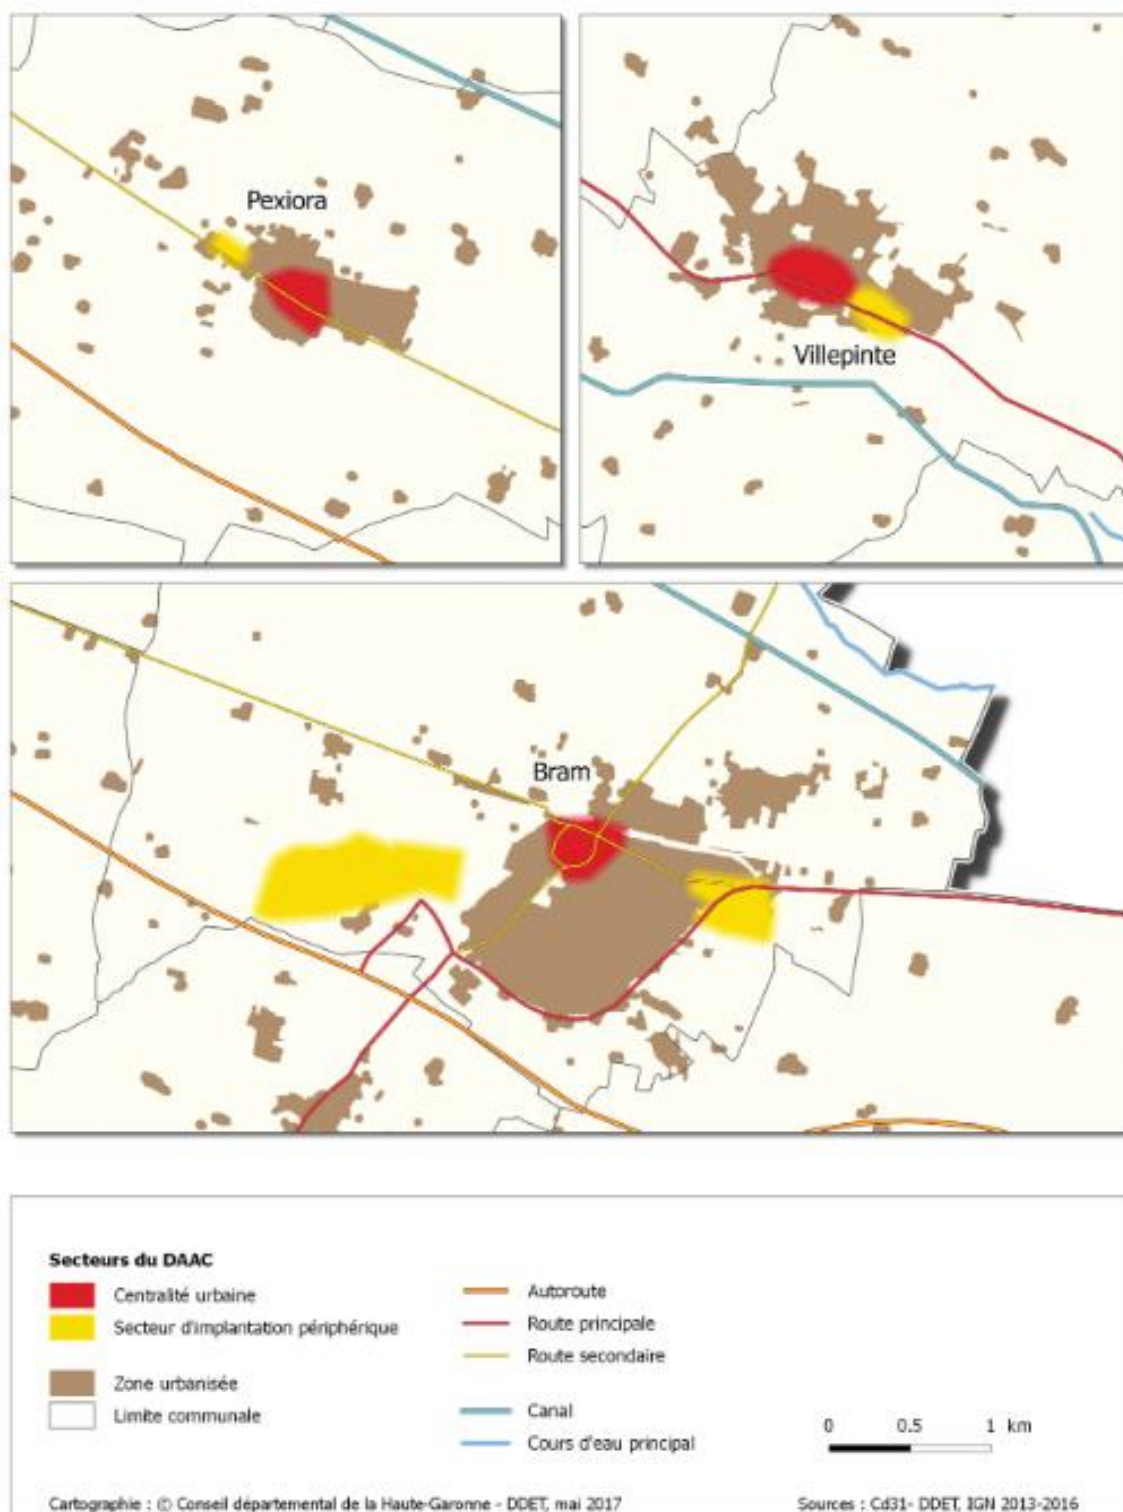 Pexiora
Villepinte
Bram
Secteurs du DAAC
Centralité urbaine
Secteur d'implantation périphérique
Zone urbanisée
Limite communale
Autoroute
Route principale
Route secondaire
Canal
Cours d'eau principal
0 0.5 1 km
Cartographie : © Conseil départemental de la Haute-Garonne - DDET, mai 2017
Sources : Cd31- DDET, IGN 2013-2016